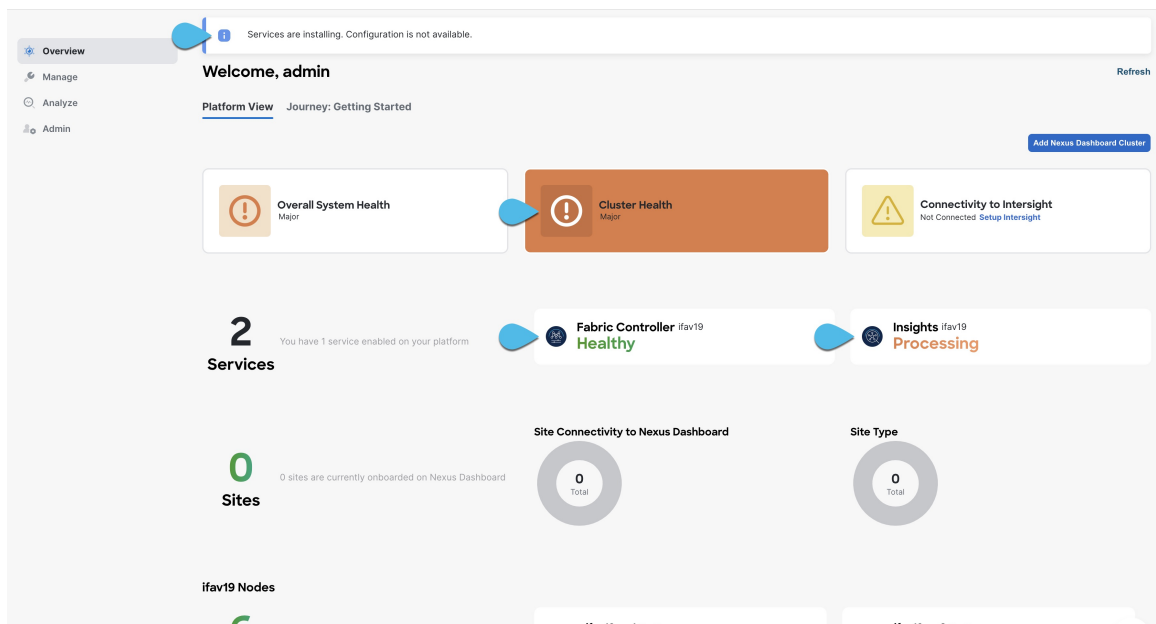 Services are installing. Configuration is not available.
Overview
Manage
Analyze
Admin
Welcome, admin
Refresh
Platform View
Journey: Getting Started
Add Nexus Dashboard Cluster
Overall System Health
Major
Cluster Health
Major
Connectivity to Intersight
Not Connected Setup Intersight
2
Services
You have 1 service enabled on your platform
Fabric Controller ifav19
Healthy
Insights ifav19
Processing
0
Sites
0 sites are currently onboarded on Nexus Dashboard
Site Connectivity to Nexus Dashboard
0
Total
Site Type
0
Total
ifav19 Nodes